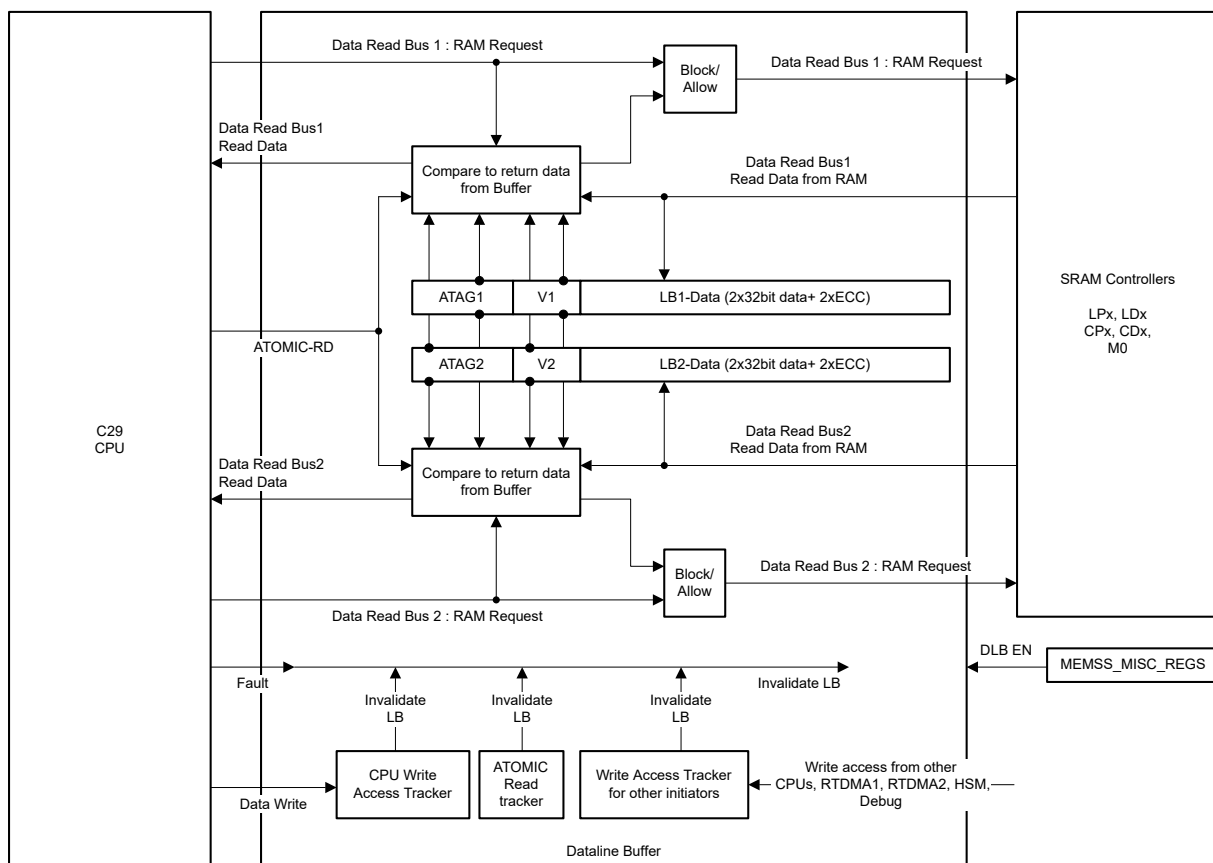 Data Read Bus 1 : RAM Request
Block/
Allow
Data Read Bus 1 : RAM Request
Data Read Bus1
Read Data
Compare to return data
from Buffer
Data Read Bus1
Read Data from RAM
ATAG1
V1
LB1-Data (2x32bit data+ 2xECC)
SRAM Controllers
LPx, LDx
CPx, CDx,
M0
ATOMIC-RD
ATAG2
V2
LB2-Data (2x32bit data+ 2xECC)
C29
CPU
Data Read Bus2
Read Data from RAM
Data Read Bus2
Read Data
Compare to return data
from Buffer
Block/
Allow
Data Read Bus 2 : RAM Request
Data Read Bus 2 : RAM Request
DLB EN
MEMSS_MISC_REGS
Fault
Invalidate
LB
Invalidate
LB
Invalidate
LB
Invalidate LB
CPU Write
Access Tracker
ATOMIC
Read
tracker
Write Access Tracker
for other initiators
Write access from other
CPUs, RTDMA1, RTDMA2, HSM,
Debug
Data Write
Dataline Buffer